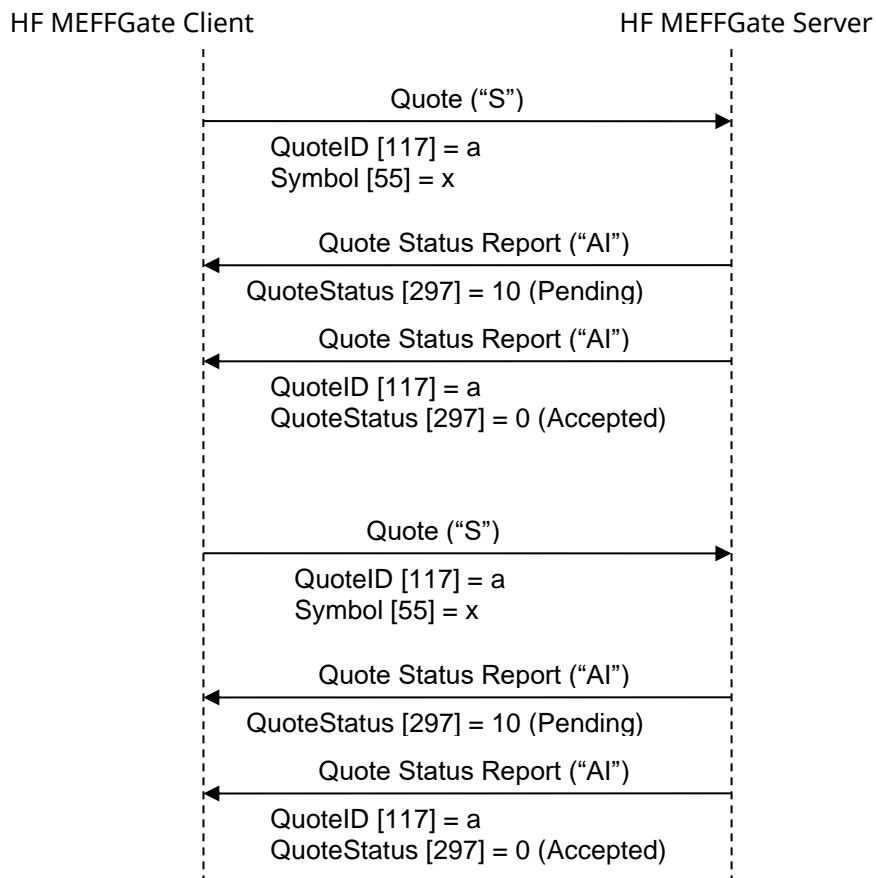 HF MEFFGate Client
HF MEFFGate Server
Quote (“S”)
QuoteID [117] = a
Symbol [55] = x
Quote Status Report (“AI”)
QuoteStatus [297] = 10 (Pending)
Quote Status Report (“AI”)
QuoteID [117] = a
QuoteStatus [297] = 0 (Accepted)
Quote (“S”)
QuoteID [117] = a
Symbol [55] = x
Quote Status Report (“AI”)
QuoteStatus [297] = 10 (Pending)
Quote Status Report (“AI”)
QuoteID [117] = a
QuoteStatus [297] = 0 (Accepted)